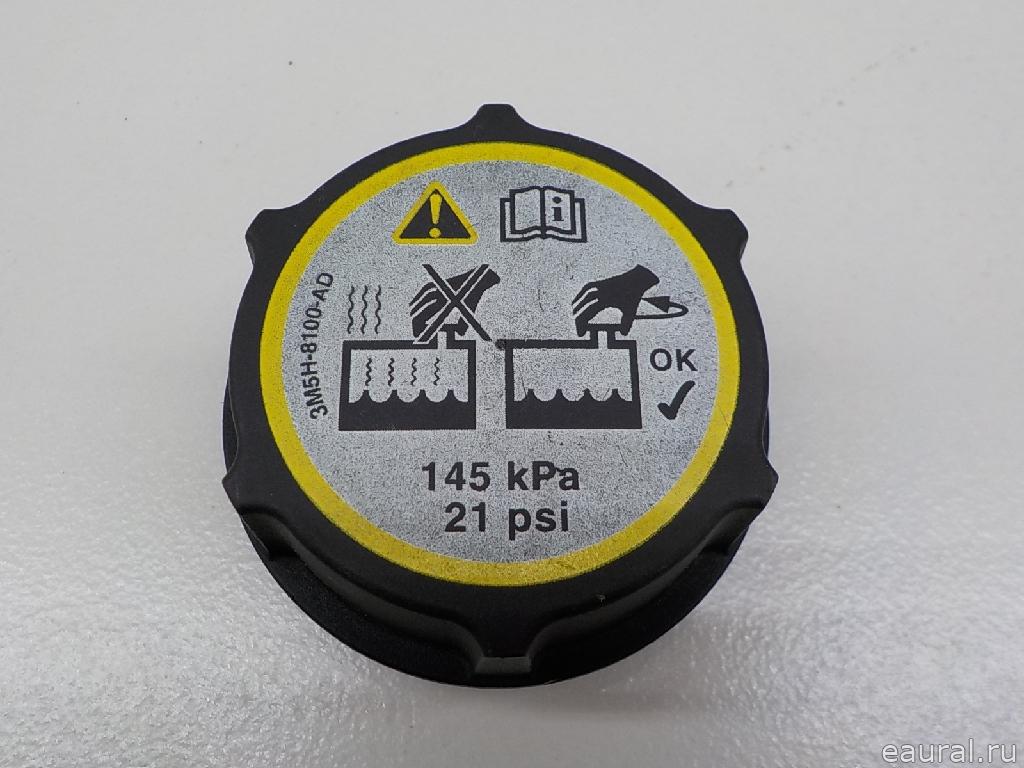 3M5H-8100-AD
OK
145 kPa
21 psi
eaural.ru